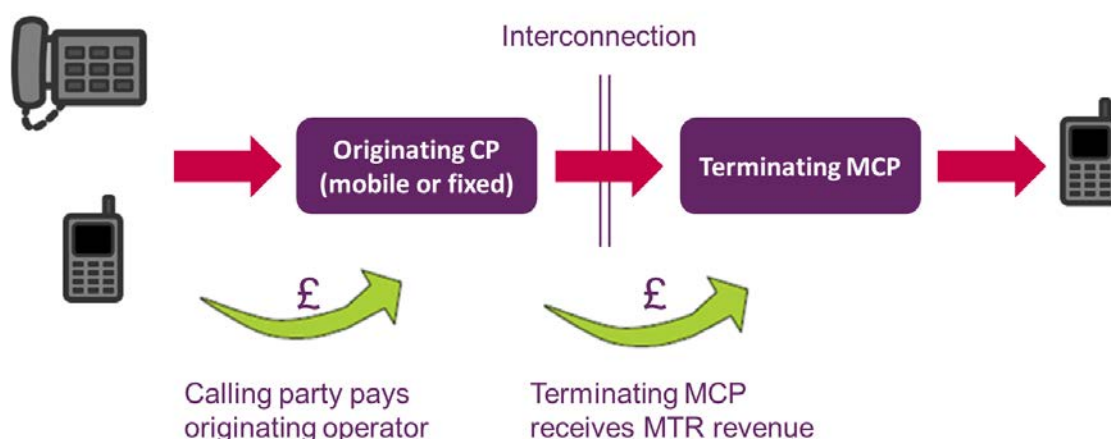 Interconnection
Originating CP
(mobile or fixed)
Terminating MCP
£
£
Calling party pays
originating operator
Terminating MCP
receives MTR revenue